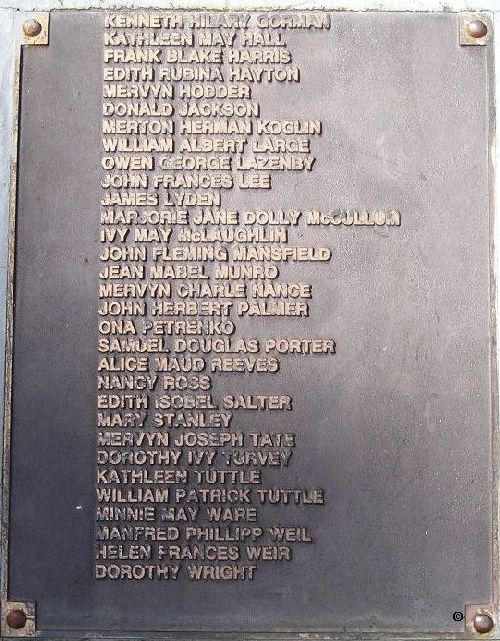 KENNETH HILARY GORMAN
KATHLEEN MAY HALL
FRANK BLAKE HARRIS
EDITH RUBINA HAYTON
MERVYN HOBDER
DONALD JACKSON
MERTON HERMAN KOGLIN
WILLIAM ALBERT LARGE
OWEN GEORGE LAZENBY
JOHN FRANCES LEE
JAMES LYDEN
MARJORIE JANE DOLLY McCULLUM
IVY MAY McLAUGHLIN
JOHN FLEMING MANSFIELD
JEAN MABEL MUNRO
MERVYN CHARLE NANCE
JOHN HERBERT PALMER
ONA PETRENKO
SAMUEL DOUGLAS PORTER
ALICE MAUD REEVES
NANCY ROSS
EDITH ISOBEL SALTER
MARY STANLEY
MERVYN JOSEPH TATE
DOROTHY IVY TURVEY
KATHLEEN TUTTLE
WILLIAM PATRICK TUTTLE
MINNIE MAY WARE
MANFRED PHILLIPP WEIL
HELEN FRANCES WEIR
DOROTHY WRIGHT
©